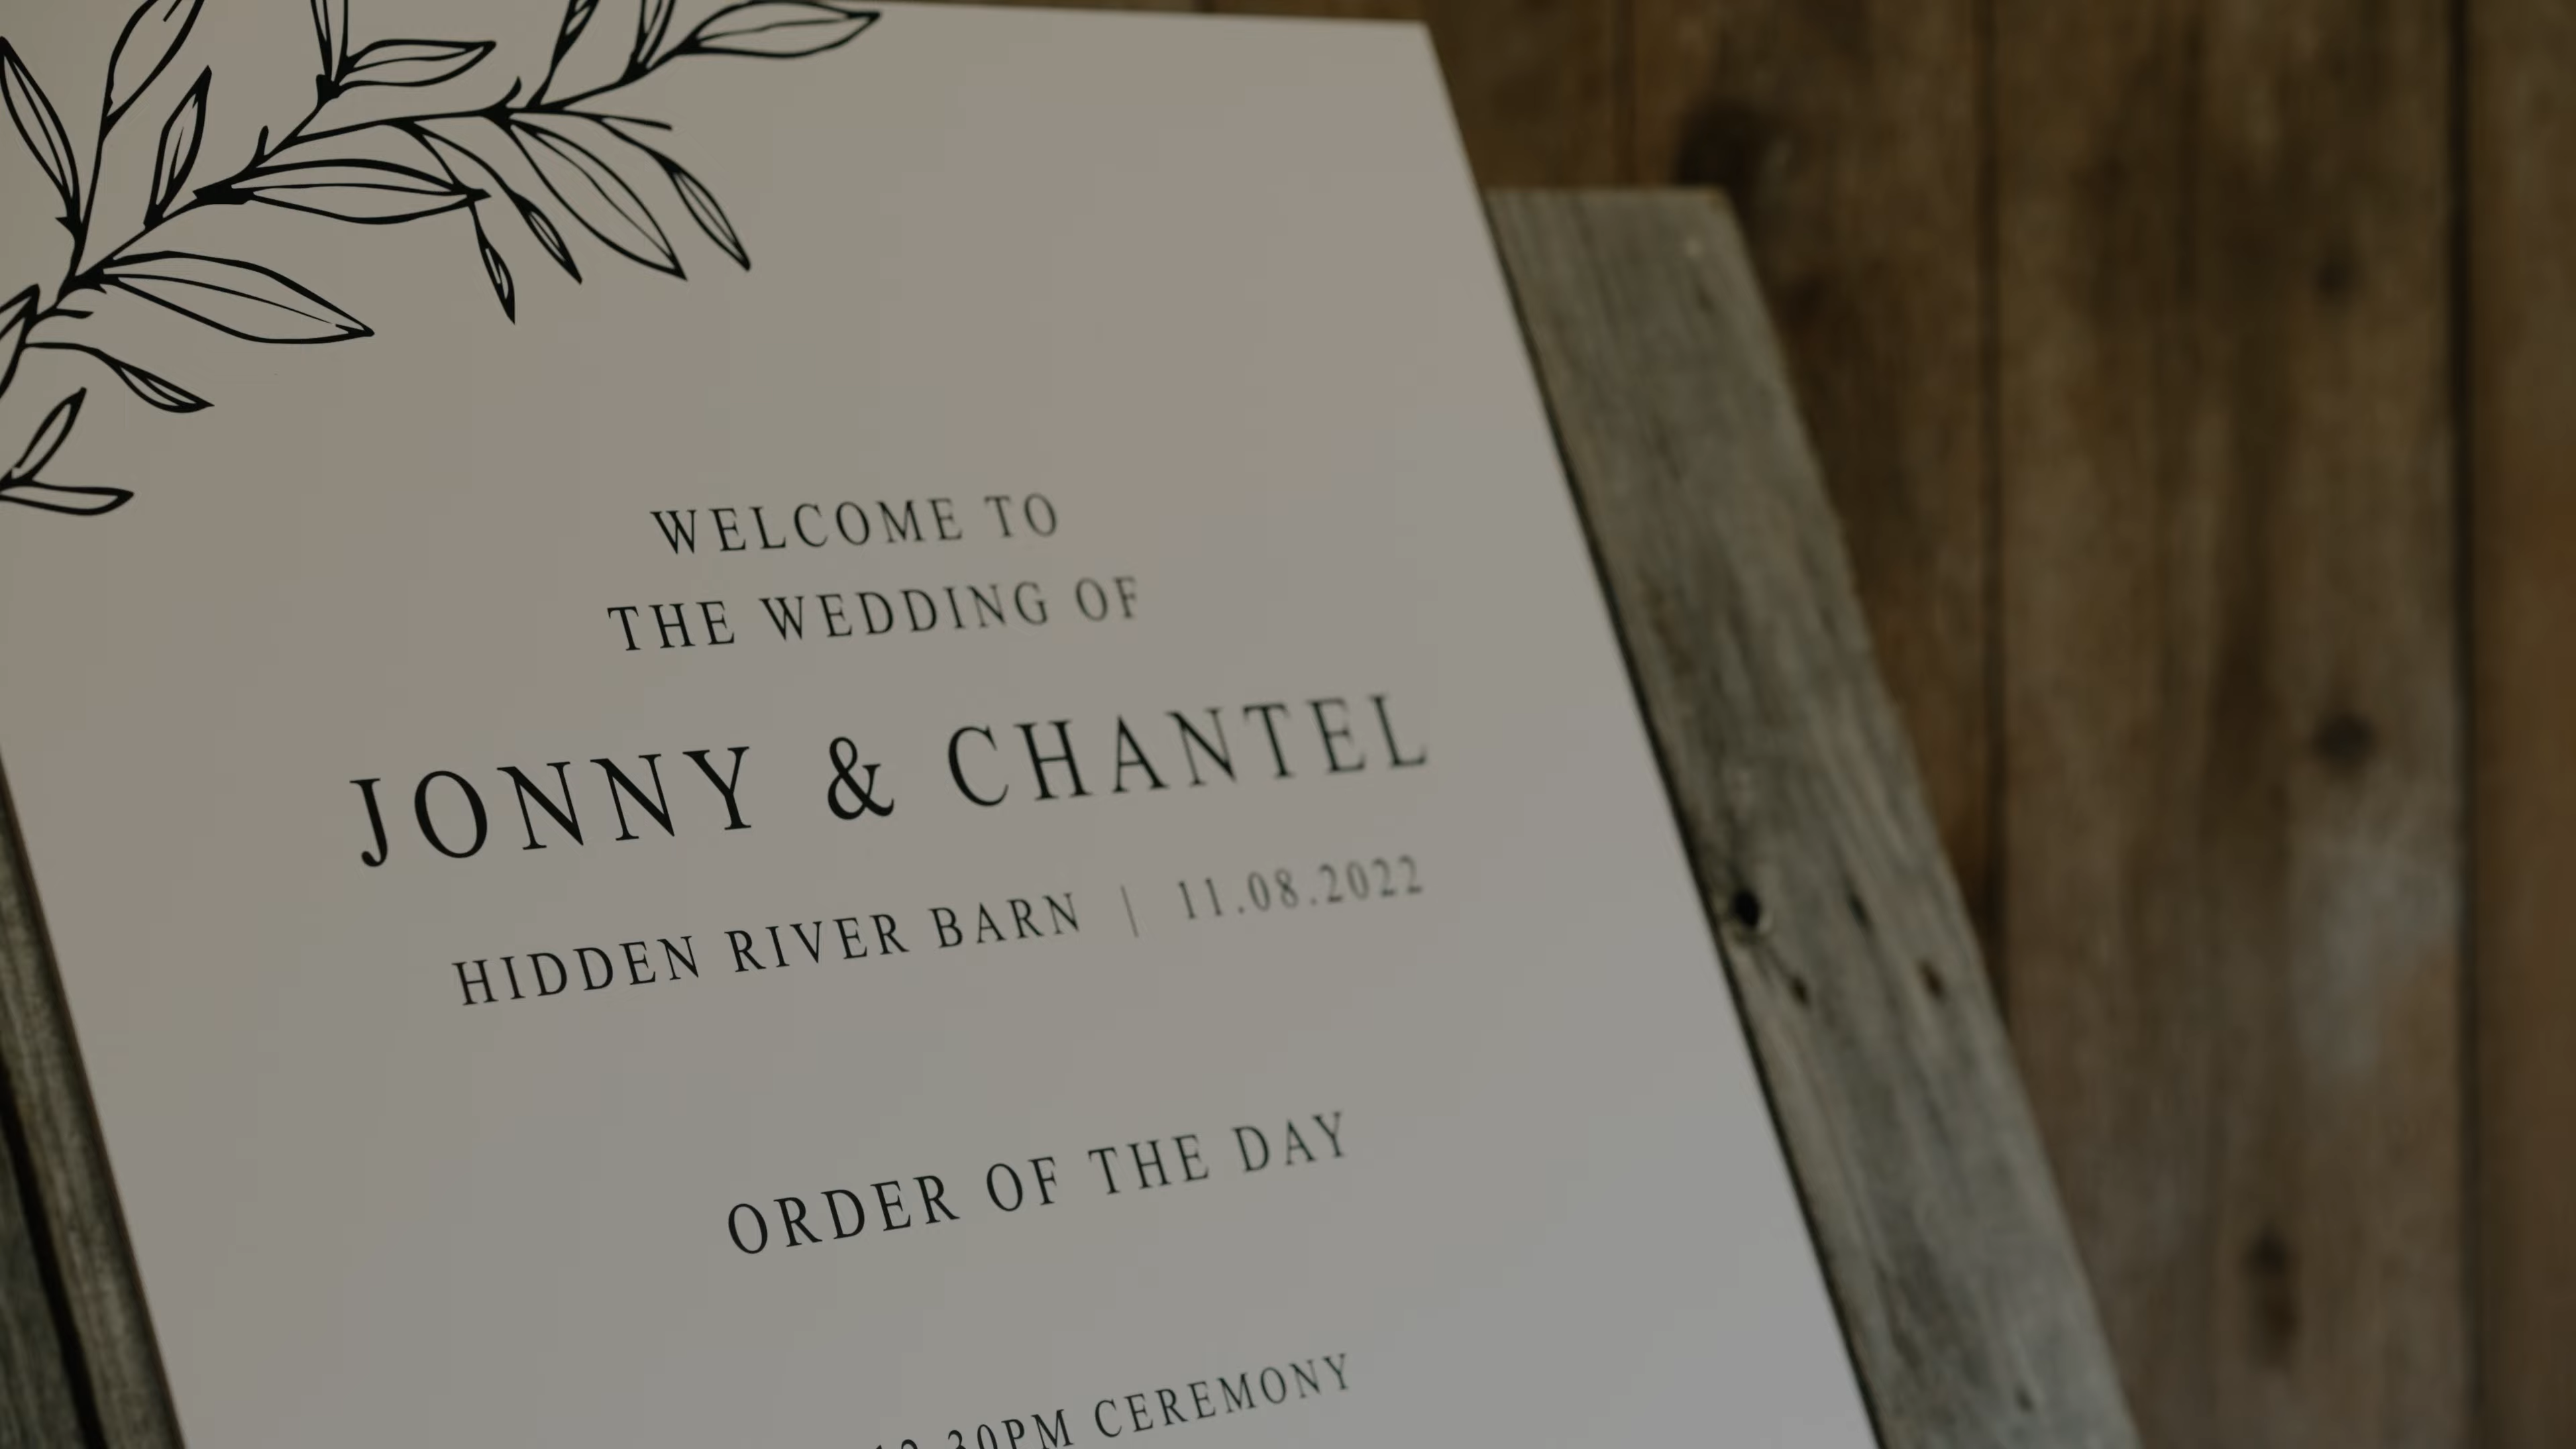 WELCOME TO
THE WEDDING OF
JONNY & CHANTEL
HIDDEN RIVER BARN | 11.08.2022
ORDER OF THE DAY
CEREMONY